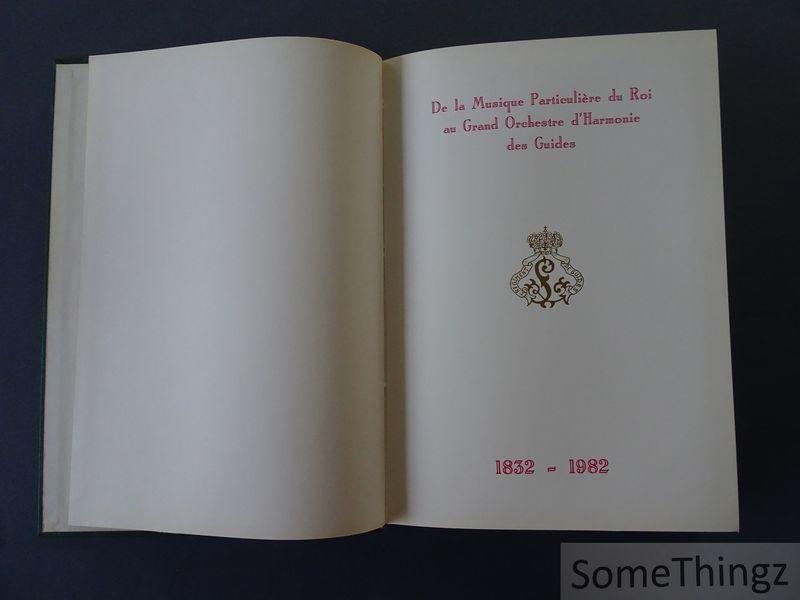 De la Musique Particulière du Roi
au Grand Orchestre d'Harmonie
des Guides
1832 - 1982
SomeThingz